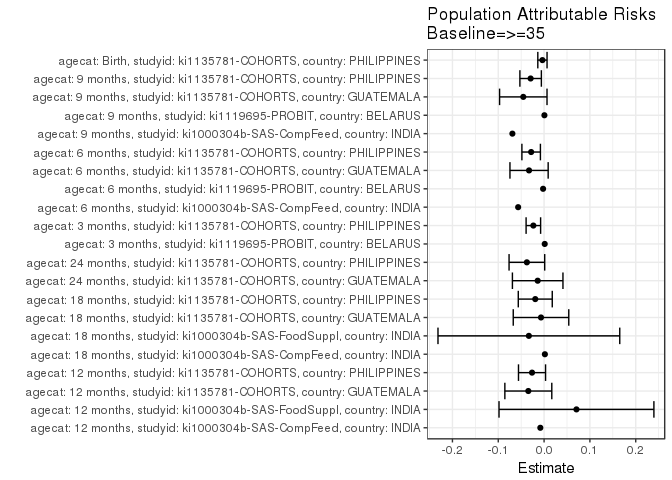 Population Attributable Risks
Baseline=>=35
agecat: Birth, studyid: ki1135781-COHORTS, country: PHILIPPINES
agecat: 9 months, studyid: ki1135781-COHORTS, country: PHILIPPINES
agecat: 9 months, studyid: ki1135781-COHORTS, country: GUATEMALA
agecat: 9 months, studyid: ki1119695-PROBIT, country: BELARUS
agecat: 9 months, studyid: ki1000304b-SAS-CompFeed, country: INDIA
agecat: 6 months, studyid: ki1135781-COHORTS, country: PHILIPPINES
agecat: 6 months, studyid: ki1135781-COHORTS, country: GUATEMALA
agecat: 6 months, studyid: ki1119695-PROBIT, country: BELARUS
agecat: 6 months, studyid: ki1000304b-SAS-CompFeed, country: INDIA
agecat: 3 months, studyid: ki1135781-COHORTS, country: PHILIPPINES
agecat: 3 months, studyid: ki1119695-PROBIT, country: BELARUS
agecat: 24 months, studyid: ki1135781-COHORTS, country: PHILIPPINES
agecat: 24 months, studyid: ki1135781-COHORTS, country: GUATEMALA
agecat: 18 months, studyid: ki1135781-COHORTS, country: PHILIPPINES
agecat: 18 months, studyid: ki1135781-COHORTS, country: GUATEMALA
agecat: 18 months, studyid: ki1000304b-SAS-FoodSuppl, country: INDIA
agecat: 18 months, studyid: ki1000304b-SAS-CompFeed, country: INDIA
agecat: 12 months, studyid: ki1135781-COHORTS, country: PHILIPPINES
agecat: 12 months, studyid: ki1135781-COHORTS, country: GUATEMALA
agecat: 12 months, studyid: ki1000304b-SAS-FoodSuppl, country: INDIA
agecat: 12 months, studyid: ki1000304b-SAS-CompFeed, country: INDIA
-0.2 -0.1 0.0 0.1 0.2
Estimate